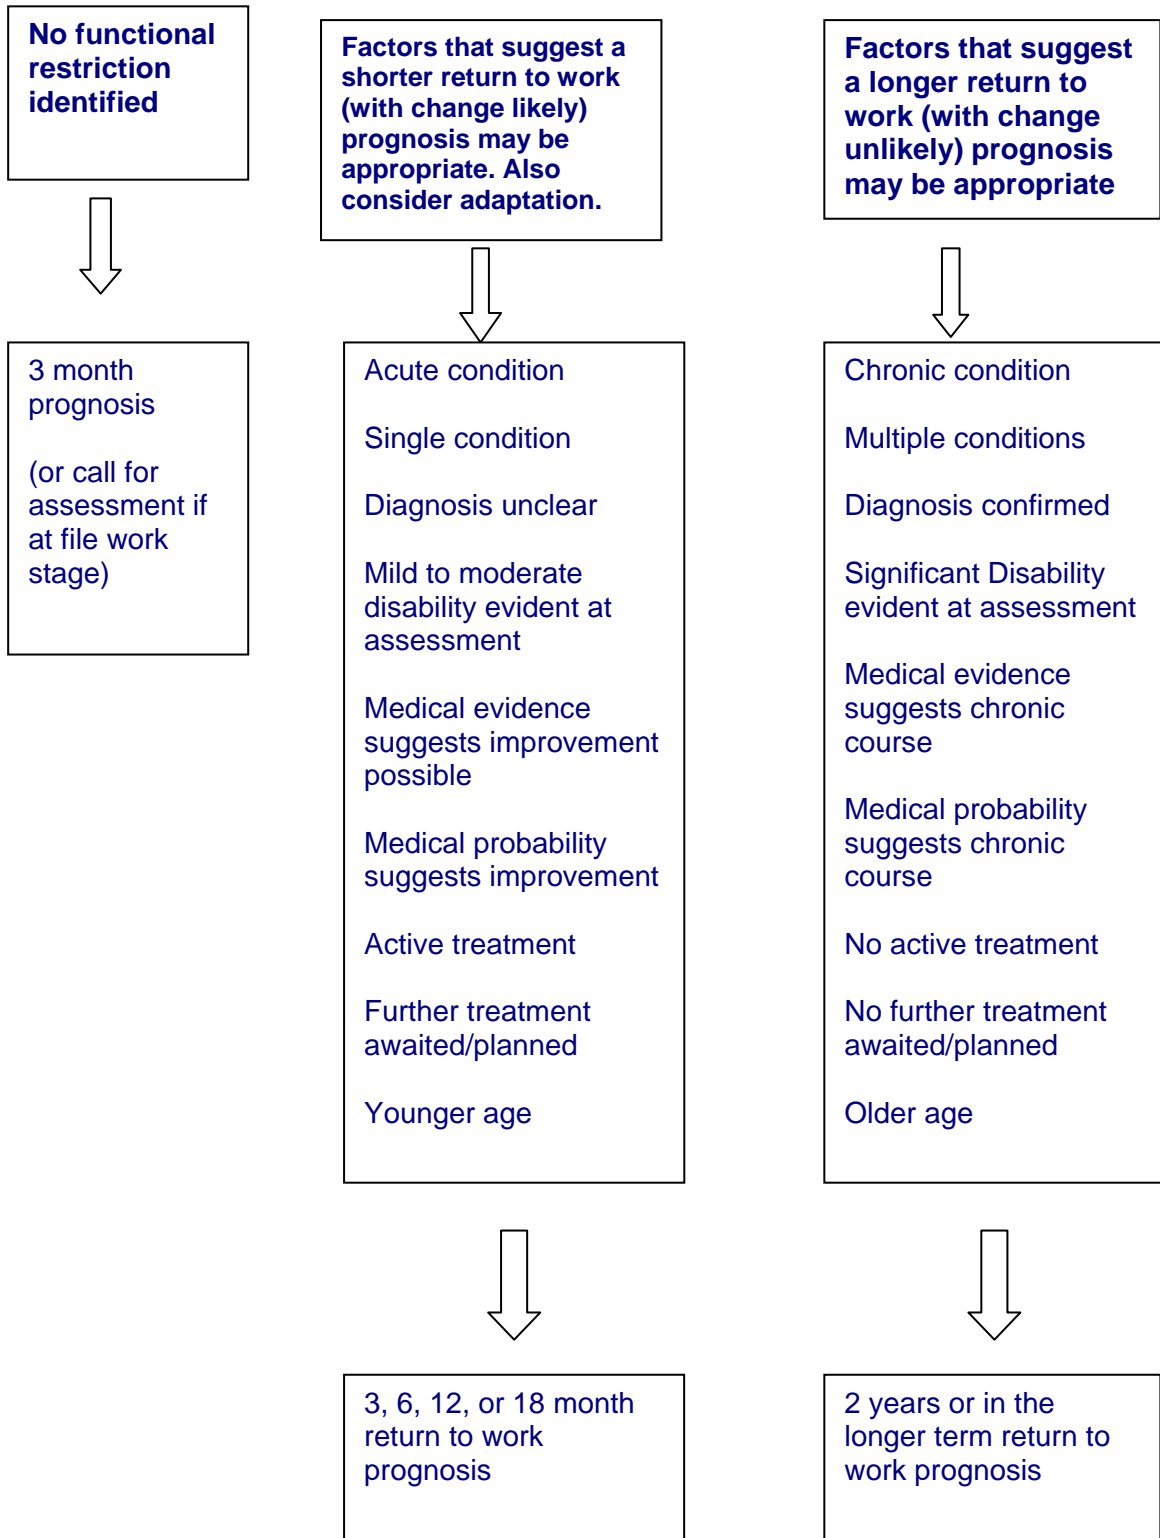 No functional
restriction
identified
3 month
prognosis
(or call for
assessment if
at file work
stage)
Factors that suggest a
shorter return to work
(with change likely)
prognosis may be
appropriate. Also
consider adaptation.
Acute condition
Single condition
Diagnosis unclear
Mild to moderate
disability evident at
assessment
Medical evidence
suggests improvement
possible
Medical probability
suggests improvement
Active treatment
Further treatment
awaited/planned
Younger age
3, 6, 12, or 18 month
return to work
prognosis
Factors that suggest
a longer return to
work (with change
unlikely) prognosis
may be appropriate
Chronic condition
Multiple conditions
Diagnosis confirmed
Significant Disability
evident at assessment
Medical evidence
suggests chronic
course
Medical probability
suggests chronic
course
No active treatment
No further treatment
awaited/planned
Older age
2 years or in the
longer term return to
work prognosis